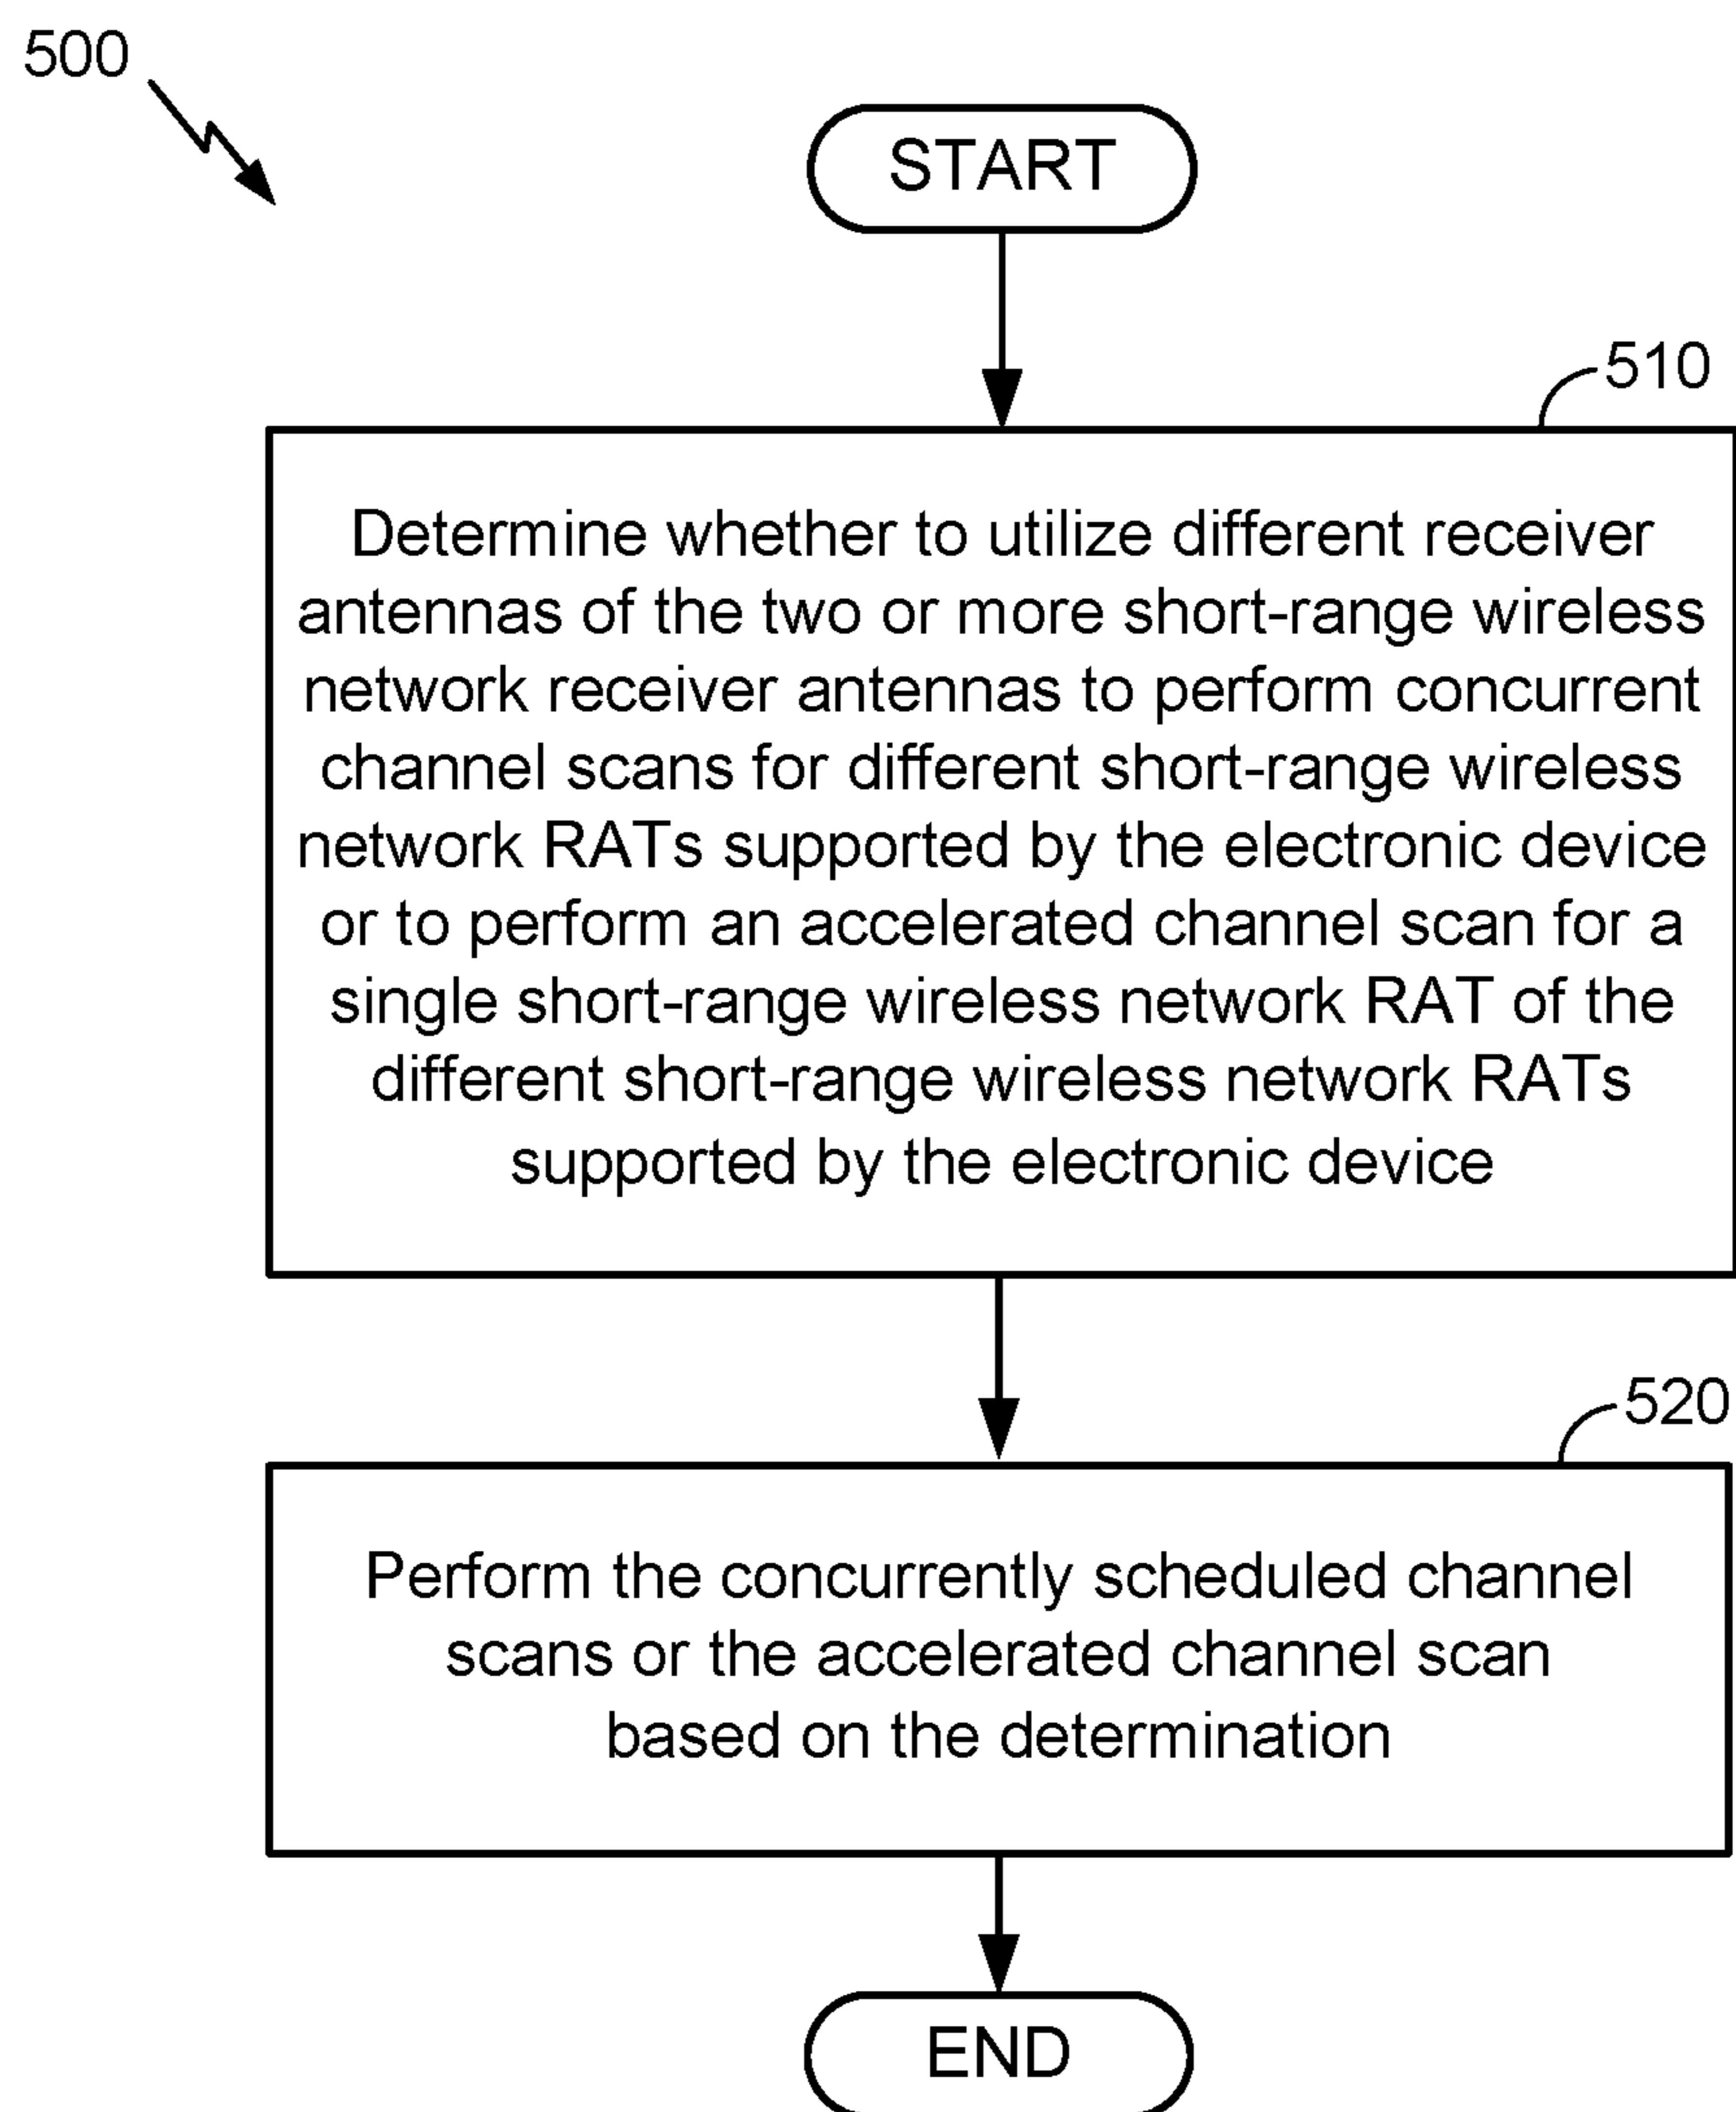 500
START
510
Determine whether to utilize different receiver
antennas of the two or more short-range wireless
network receiver antennas to perform concurrent
channel scans for different short-range wireless
network RATs supported by the electronic device
or to perform an accelerated channel scan for a
single short-range wireless network RAT of the
different short-range wireless network RATs
supported by the electronic device
520
Perform the concurrently scheduled channel
scans or the accelerated channel scan
based on the determination
END